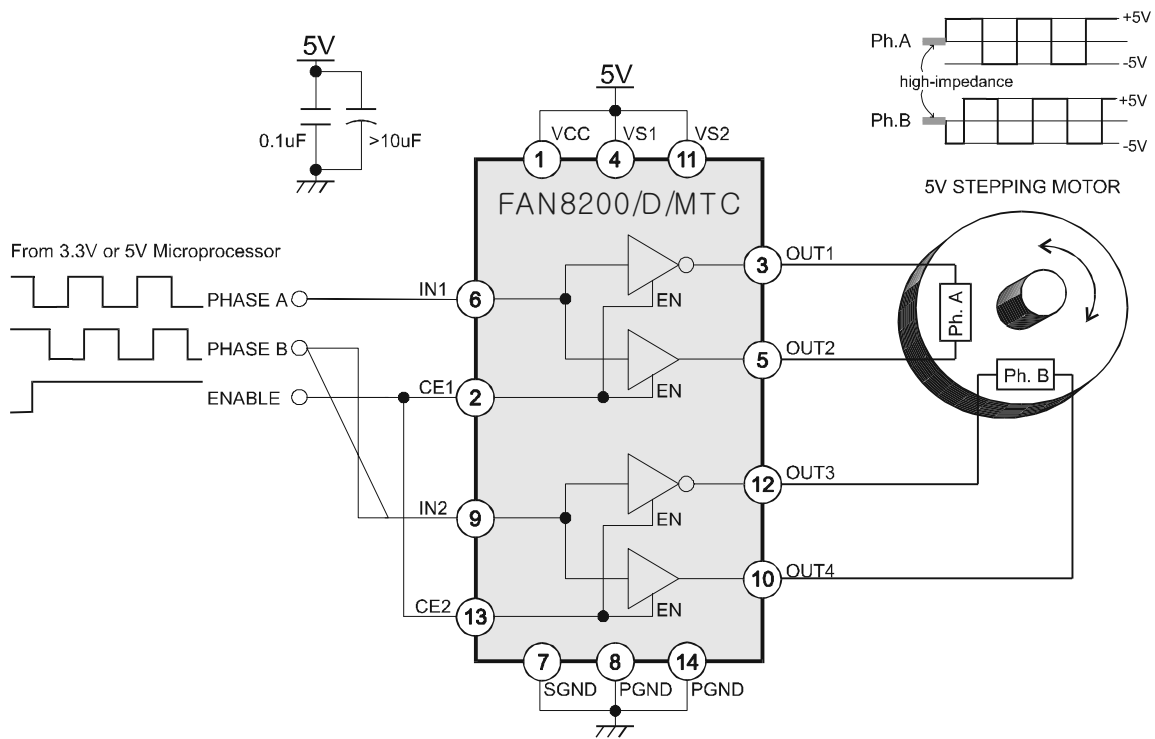 5V
0.1uF
>10uF
5V
VCC
VS1
VS2
1
4
11
FAN8200/D/MTC
Ph.A
+5V
-5V
high-impedance
Ph.B
+5V
-5V
5V STEPPING MOTOR
From 3.3V or 5V Microprocessor
PHASE A
PHASE B
ENABLE
IN1
6
CE1
2
IN2
9
CE2
13
EN
EN
EN
EN
3
OUT1
5
OUT2
12
OUT3
10
OUT4
Ph. A
Ph. B
7
8
14
SGND
PGND
PGND